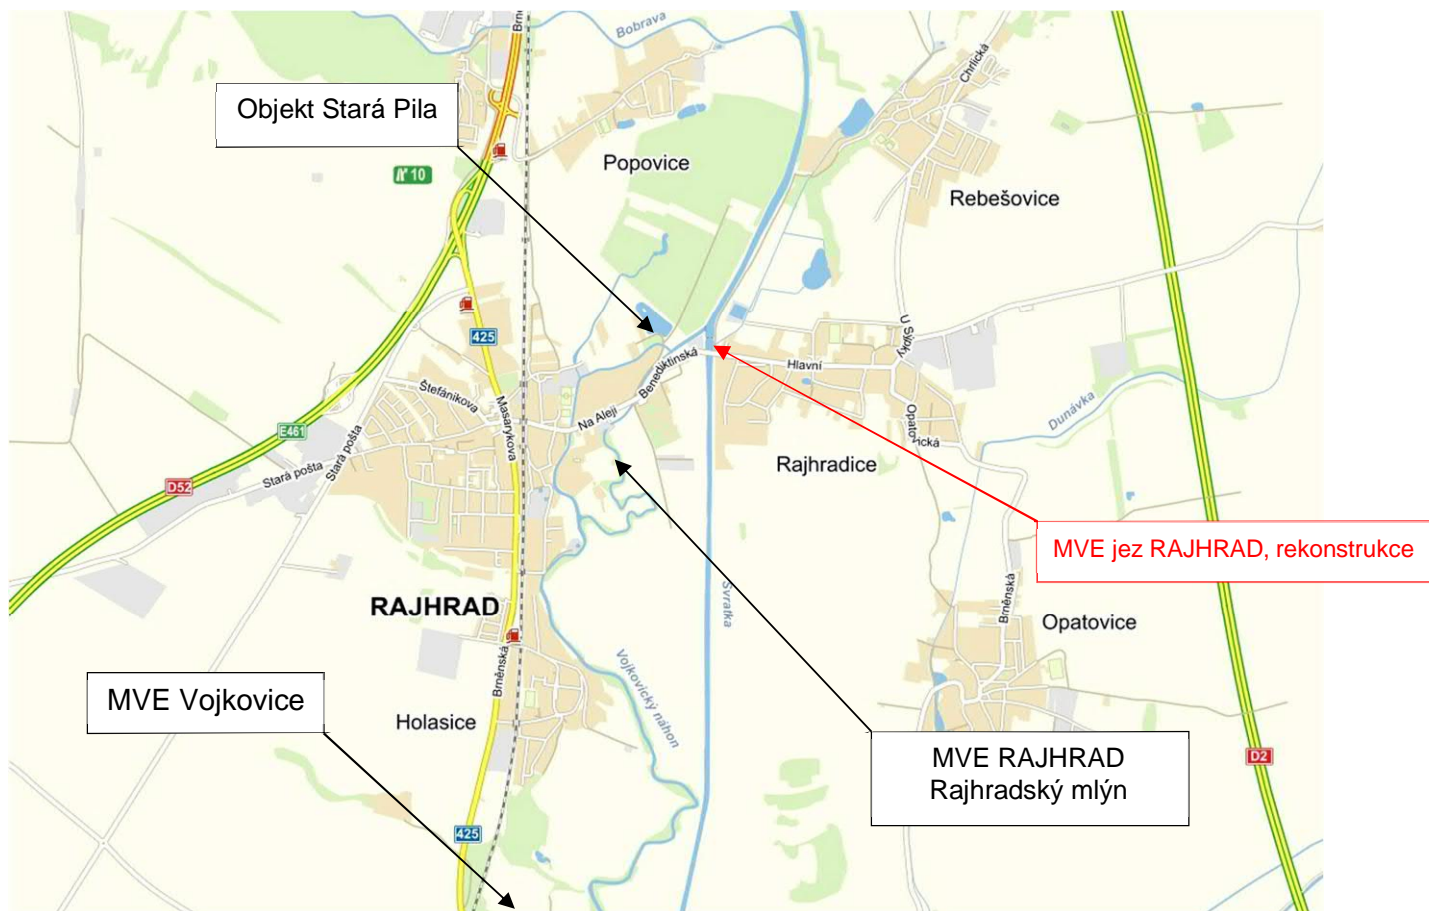 Brně
Bobrava
Chrlická
Objekt Stará Pila
Popovice
10
Rebešovice
U Sýpky
425
Benediktinská
Hlavní
Štefánikova
Masarykova
Na Aleji
Dunávka
Opatovická
E461
Stará pošta
Stará pošta
D52
Rajhradice
MVE jez RAJHRAD, rekonstrukce
Svratka
Brněnská
RAJHRAD
Opatovice
Vojkovický náhon
Brněnská
MVE Vojkovice
Holasice
MVE RAJHRAD
Rajhradský mlýn
D2
425